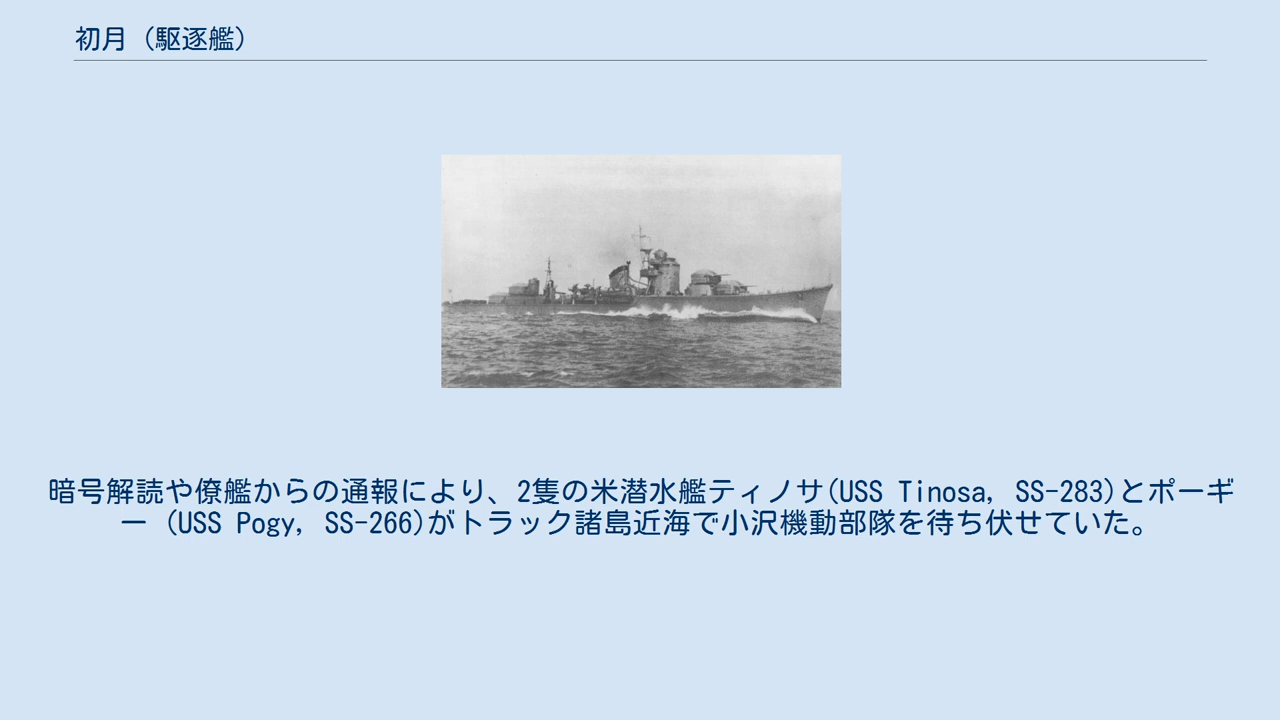 初月（駆逐艦）
暗号解読や僚艦からの通報により、2隻の米潜水艦ティノサ(USS Tinosa, SS-283)とポーギ
ー（USS Pogy, SS-266)がトラック諸島近海で小沢機動部隊を待ち伏せていた。